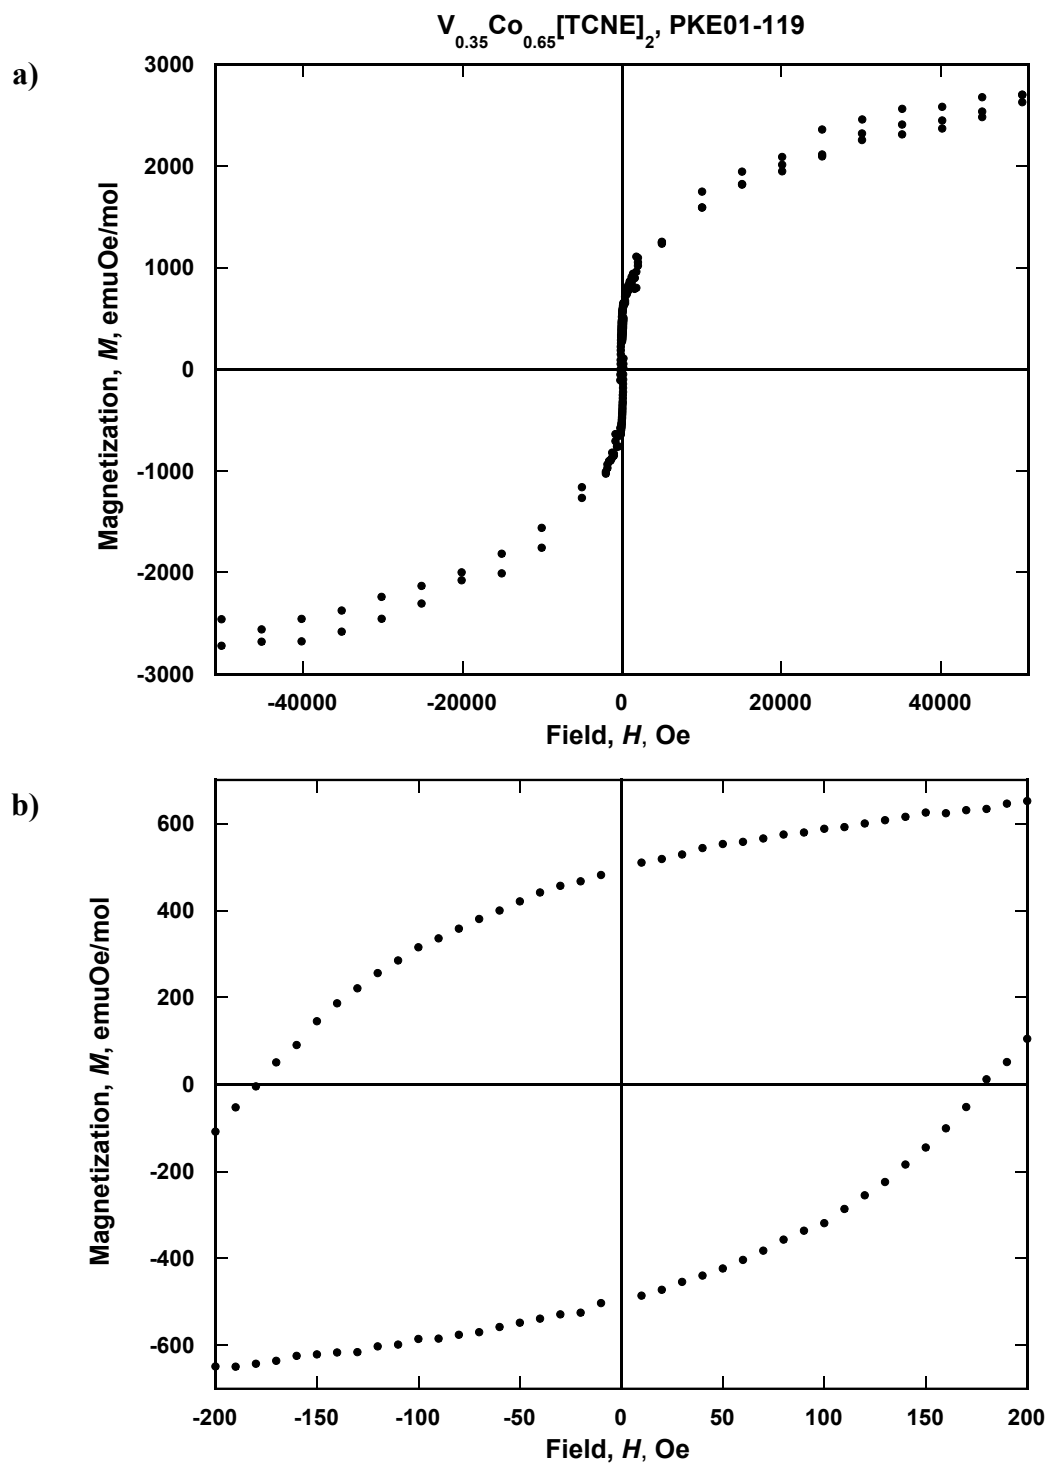 V0.35Co0.65[TCNE]2, PKE01-119
a)
3000
2000
1000
0
-1000
-2000
-3000
Magnetization, M, emuOe/mol
-40000 -20000 0 20000 40000
Field, H, Oe
b)
600
400
200
0
-200
-400
-600
Magnetization, M, emuOe/mol
-200 -150 -100 -50 0 50 100 150 200
Field, H, Oe